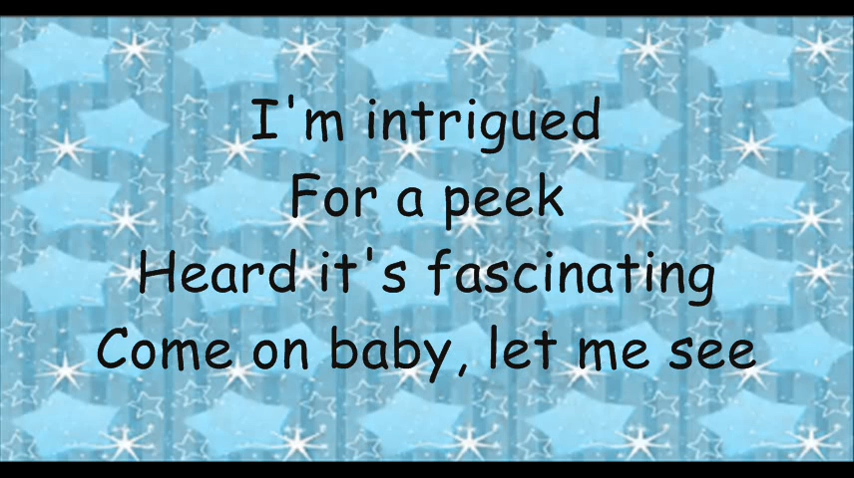 I'm intrigued
For a peek
Heard it's fascinating
Come on baby, let me see